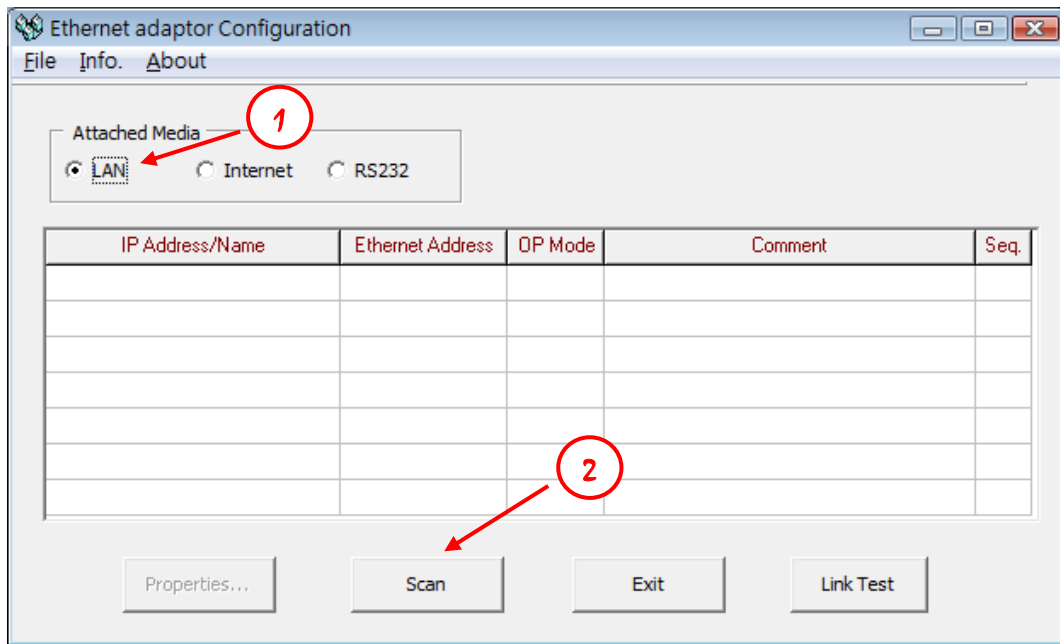 Ethernet adaptor Configuration
File Info. About
1
Attached Media
LAN Internet RS232
IP Address/Name Ethernet Address OP Mode Comment Seq.
2
Properties... Scan Exit Link Test